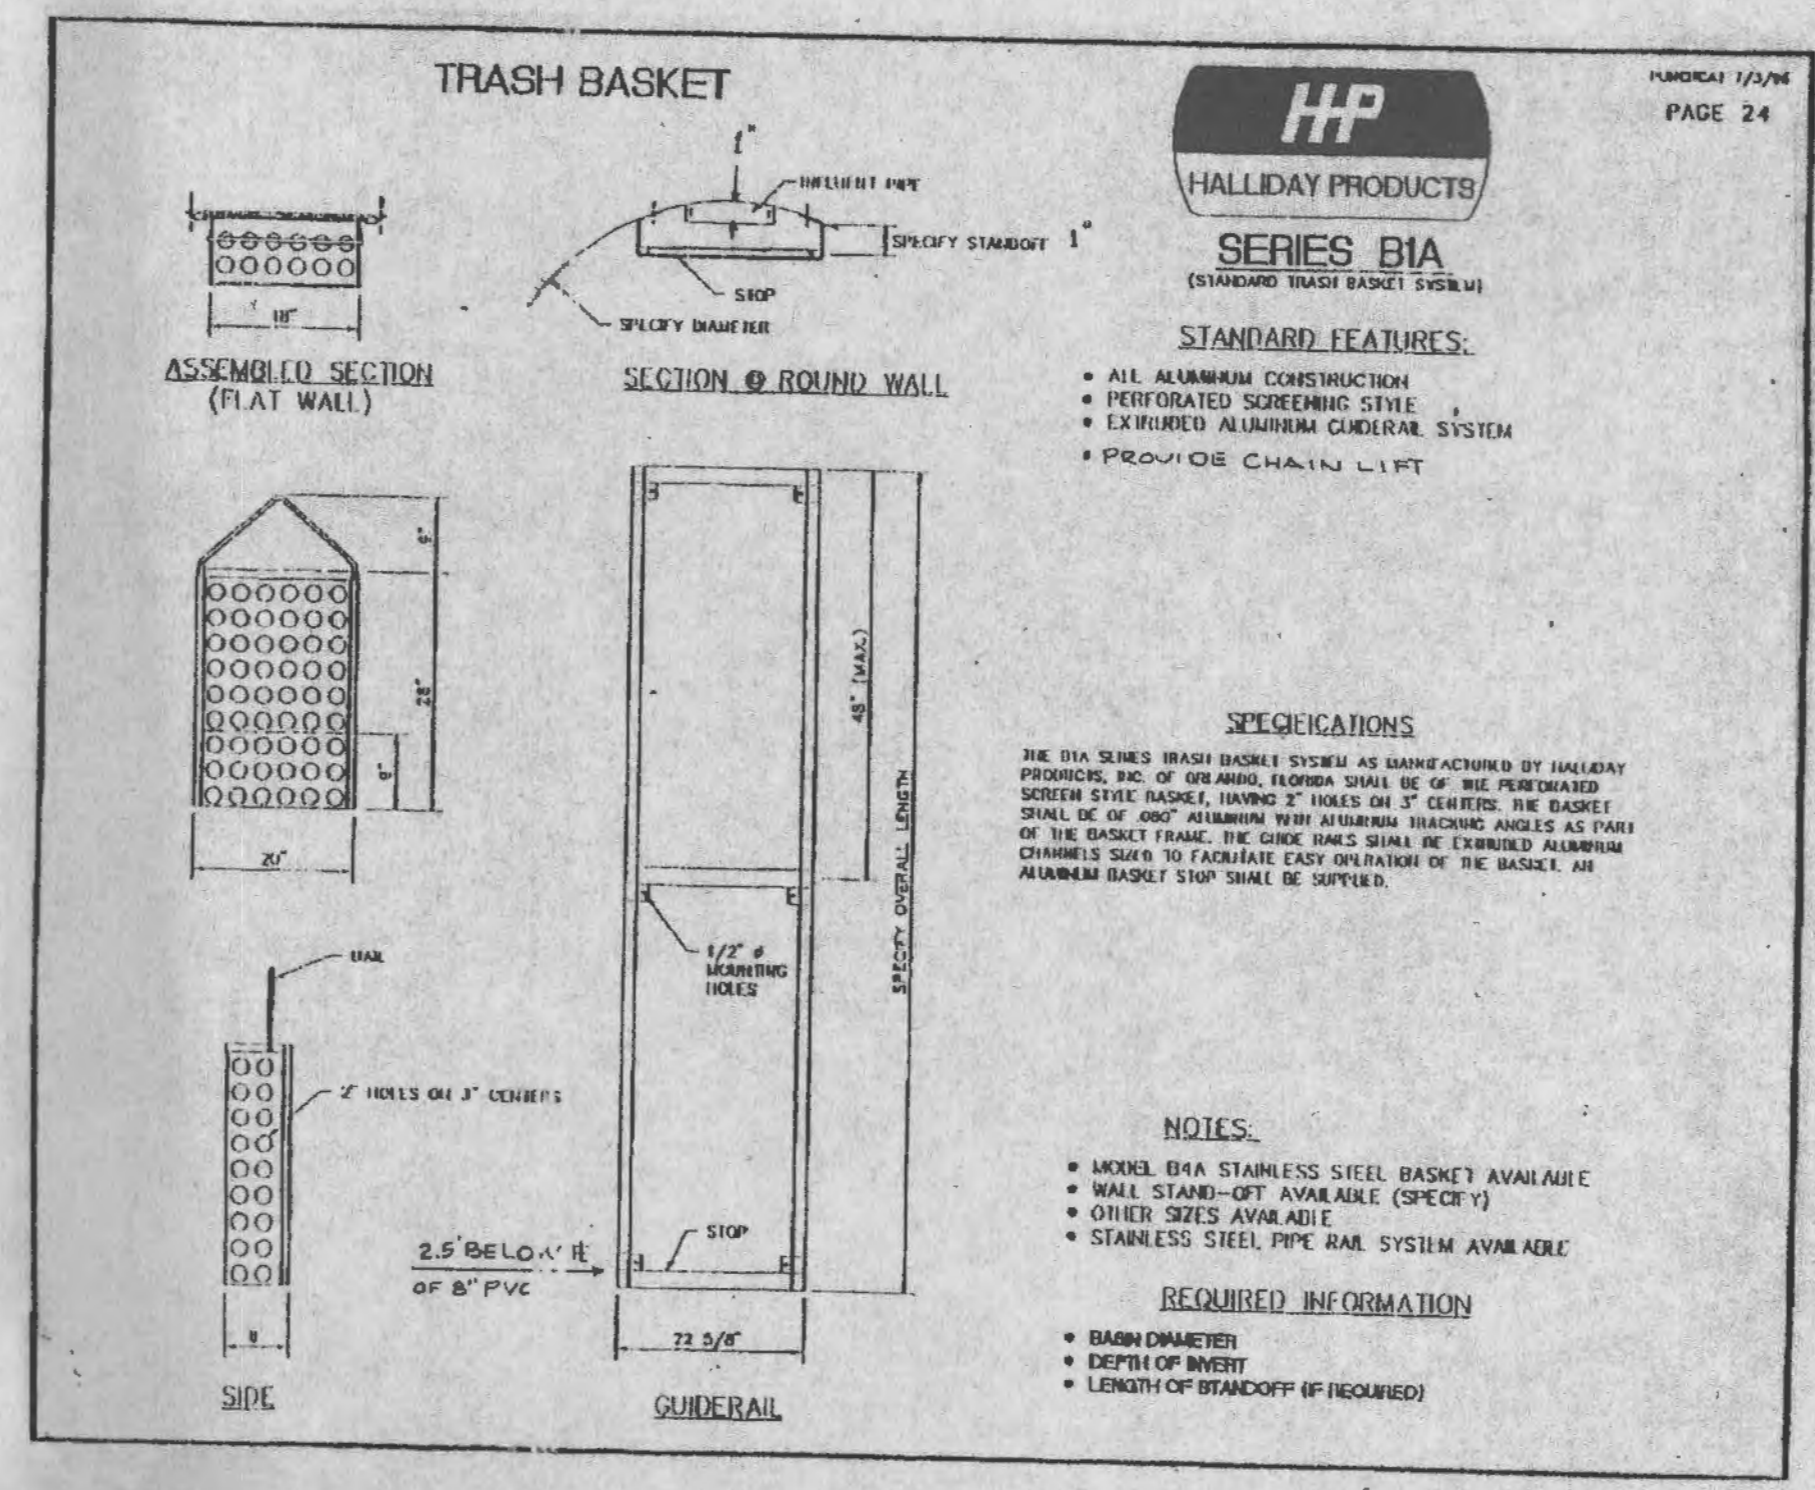 TRASH BASKET
PAGE 24
HP
HALLIDAY PRODUCTS
SERIES B1A
(STANDARD TRASH BASKET SYSTEM)
1"
INFLUENT PIPE
SPECIFY STANDOFF 1"
STOP
SPECIFY DIAMETER
18"
ASSEMBLED SECTION
(FLAT WALL)
SECTION @ ROUND WALL
STANDARD FEATURES:
• ALL ALUMINUM CONSTRUCTION
• PERFORATED SCREENING STYLE
• EXTRUDED ALUMINUM GUIDERAIL SYSTEM
• PROVIDE CHAIN LIFT
28"
20"
48" (MAX.)
SPECIFY OVERALL LENGTH
1/2" ø
MOUNTING
HOLES
SPECIFICATIONS
THE B1A SERIES TRASH BASKET SYSTEM AS MANUFACTURED BY HALLIDAY
PRODUCTS, INC. OF ORLANDO, FLORIDA SHALL BE OF THE PERFORATED
SCREEN STYLE BASKET, HAVING 2" HOLES ON 3" CENTERS. THE BASKET
SHALL BE OF .080" ALUMINUM WITH ALUMINUM TRACKING ANGLES AS PART
OF THE BASKET FRAME. THE GUIDE RAILS SHALL BE EXTRUDED ALUMINUM
CHANNELS SIZED TO FACILITATE EASY OPERATION OF THE BASKET. AN
ALUMINUM BASKET STOP SHALL BE SUPPLIED.
2" HOLES ON 3" CENTERS
SIDE
2.5' BELOW
OF 8" PVC
STOP
22 5/8"
GUIDERAIL
NOTES:
• MODEL B4A STAINLESS STEEL BASKET AVAILABLE
• WALL STAND-OFF AVAILABLE (SPECIFY)
• OTHER SIZES AVAILABLE
• STAINLESS STEEL PIPE RAIL SYSTEM AVAILABLE
REQUIRED INFORMATION
• BASIN DIAMETER
• DEPTH OF INVERT
• LENGTH OF STANDOFF (IF REQUIRED)